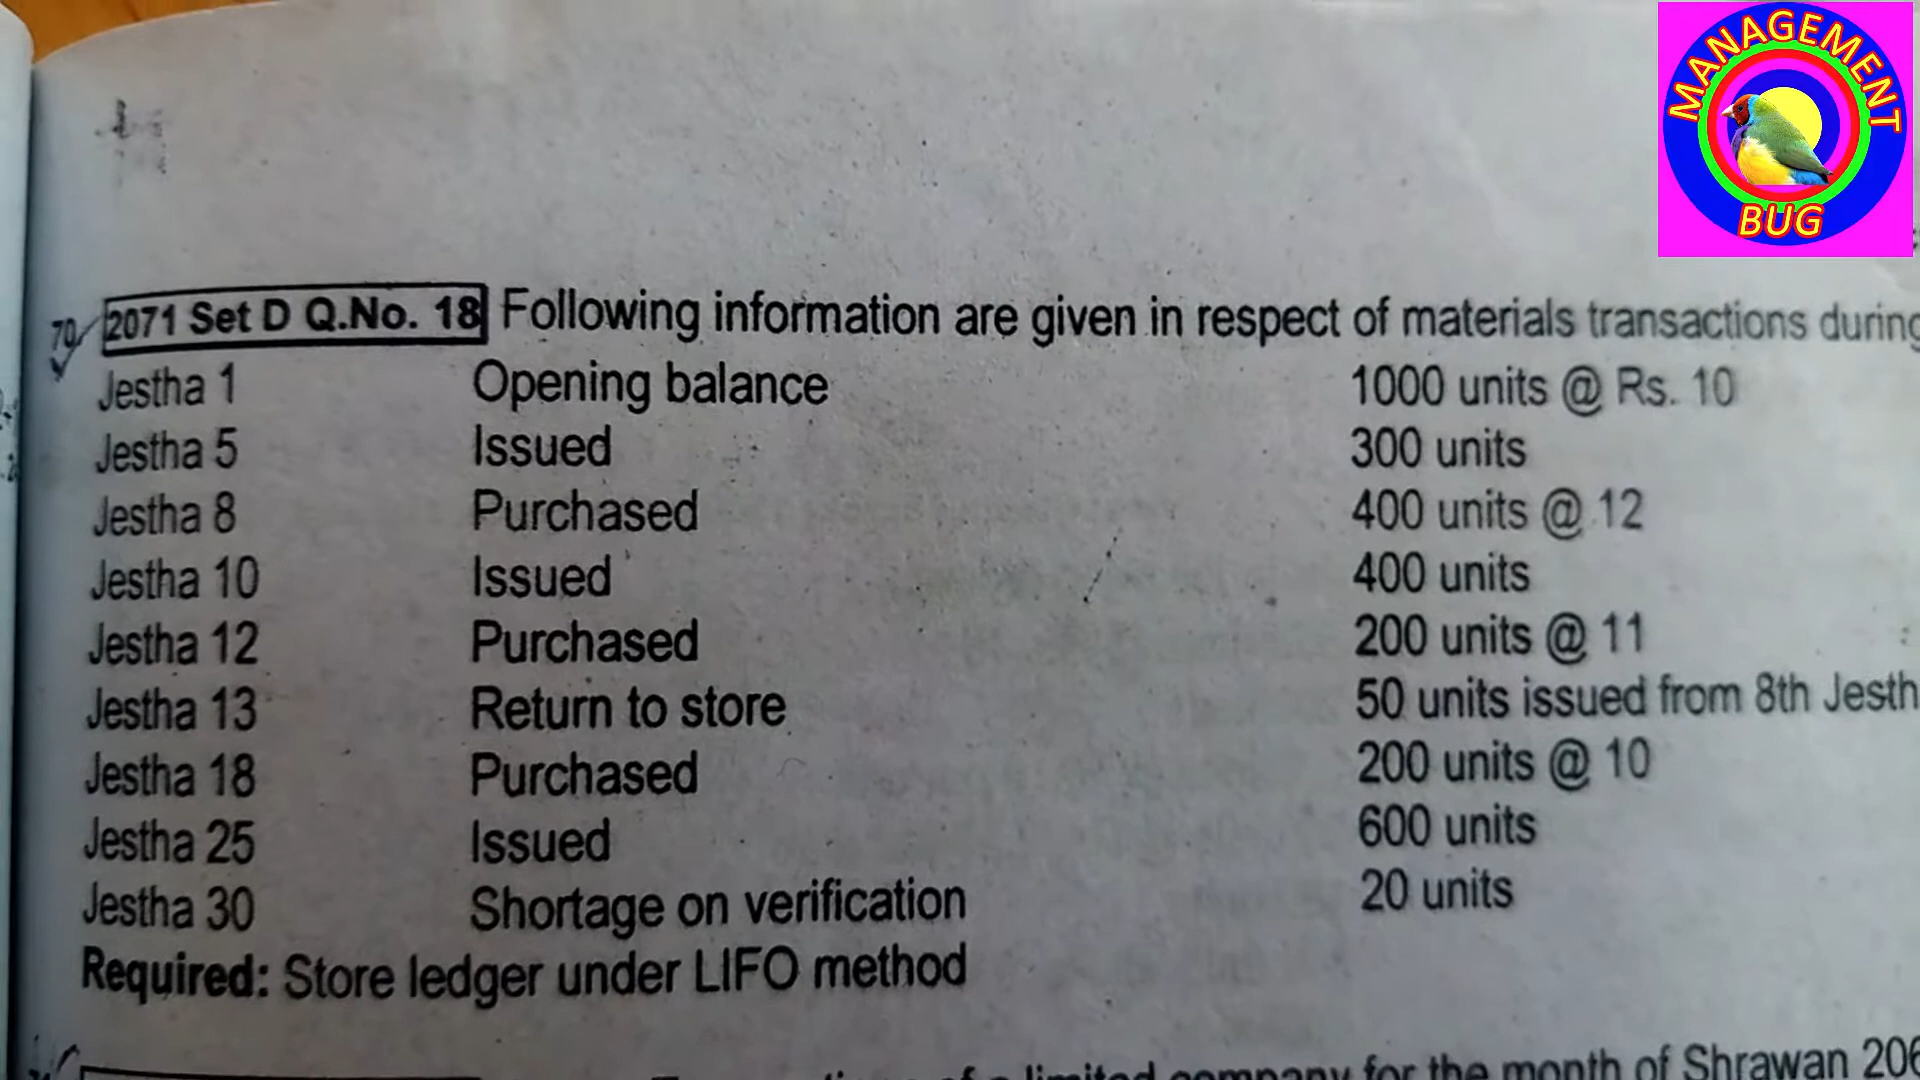 MANAGEMENT
BUG
70 2071 Set D Q.No. 18 Following information are given in respect of materials transactions during
Jestha 1 Opening balance 1000 units @ Rs. 10
Jestha 5 Issued 300 units
Jestha 8 Purchased 400 units @ 12
Jestha 10 Issued 400 units
Jestha 12 Purchased 200 units @ 11
Jestha 13 Return to store 50 units issued from 8th Jesth
Jestha 18 Purchased 200 units @ 10
Jestha 25 Issued 600 units
Jestha 30 Shortage on verification 20 units
Required: Store ledger under LIFO method
of a limited company for the month of Shrawan 206